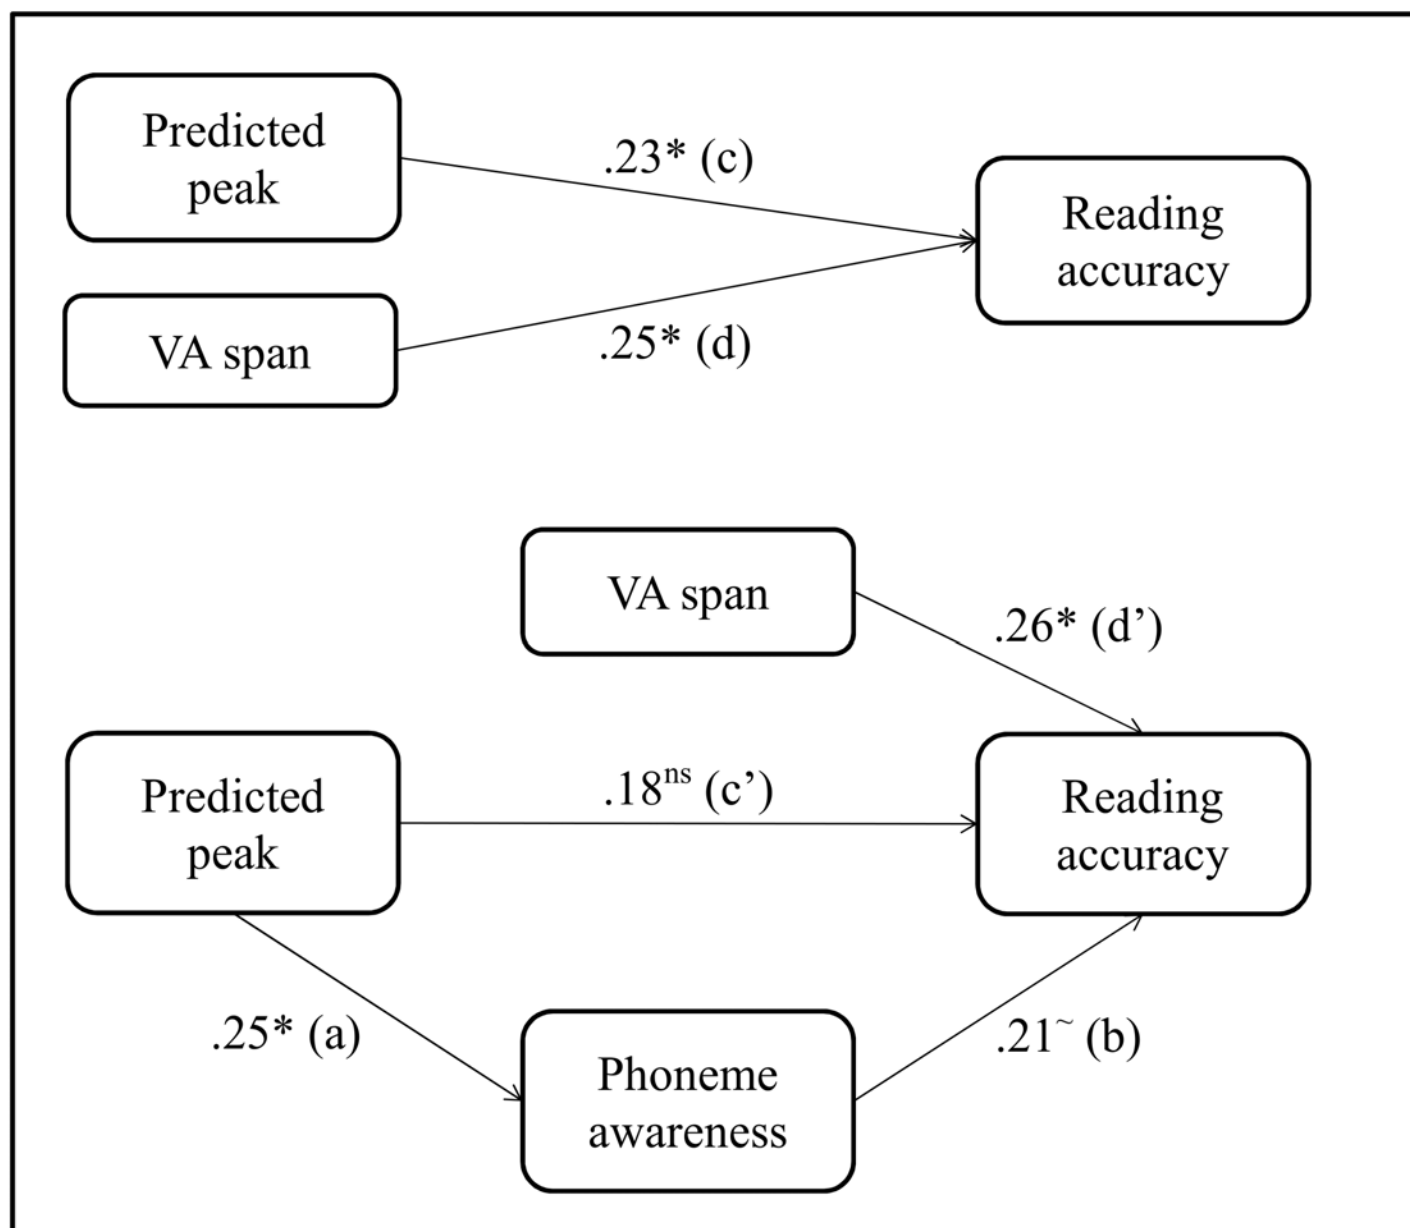 Predicted
peak
.23* (c)
Reading
accuracy
VA span
.25* (d)
VA span
.26* (d’)
Predicted
peak
.18ns (c’)
Reading
accuracy
.25* (a)
Phoneme
awareness
.21~ (b)